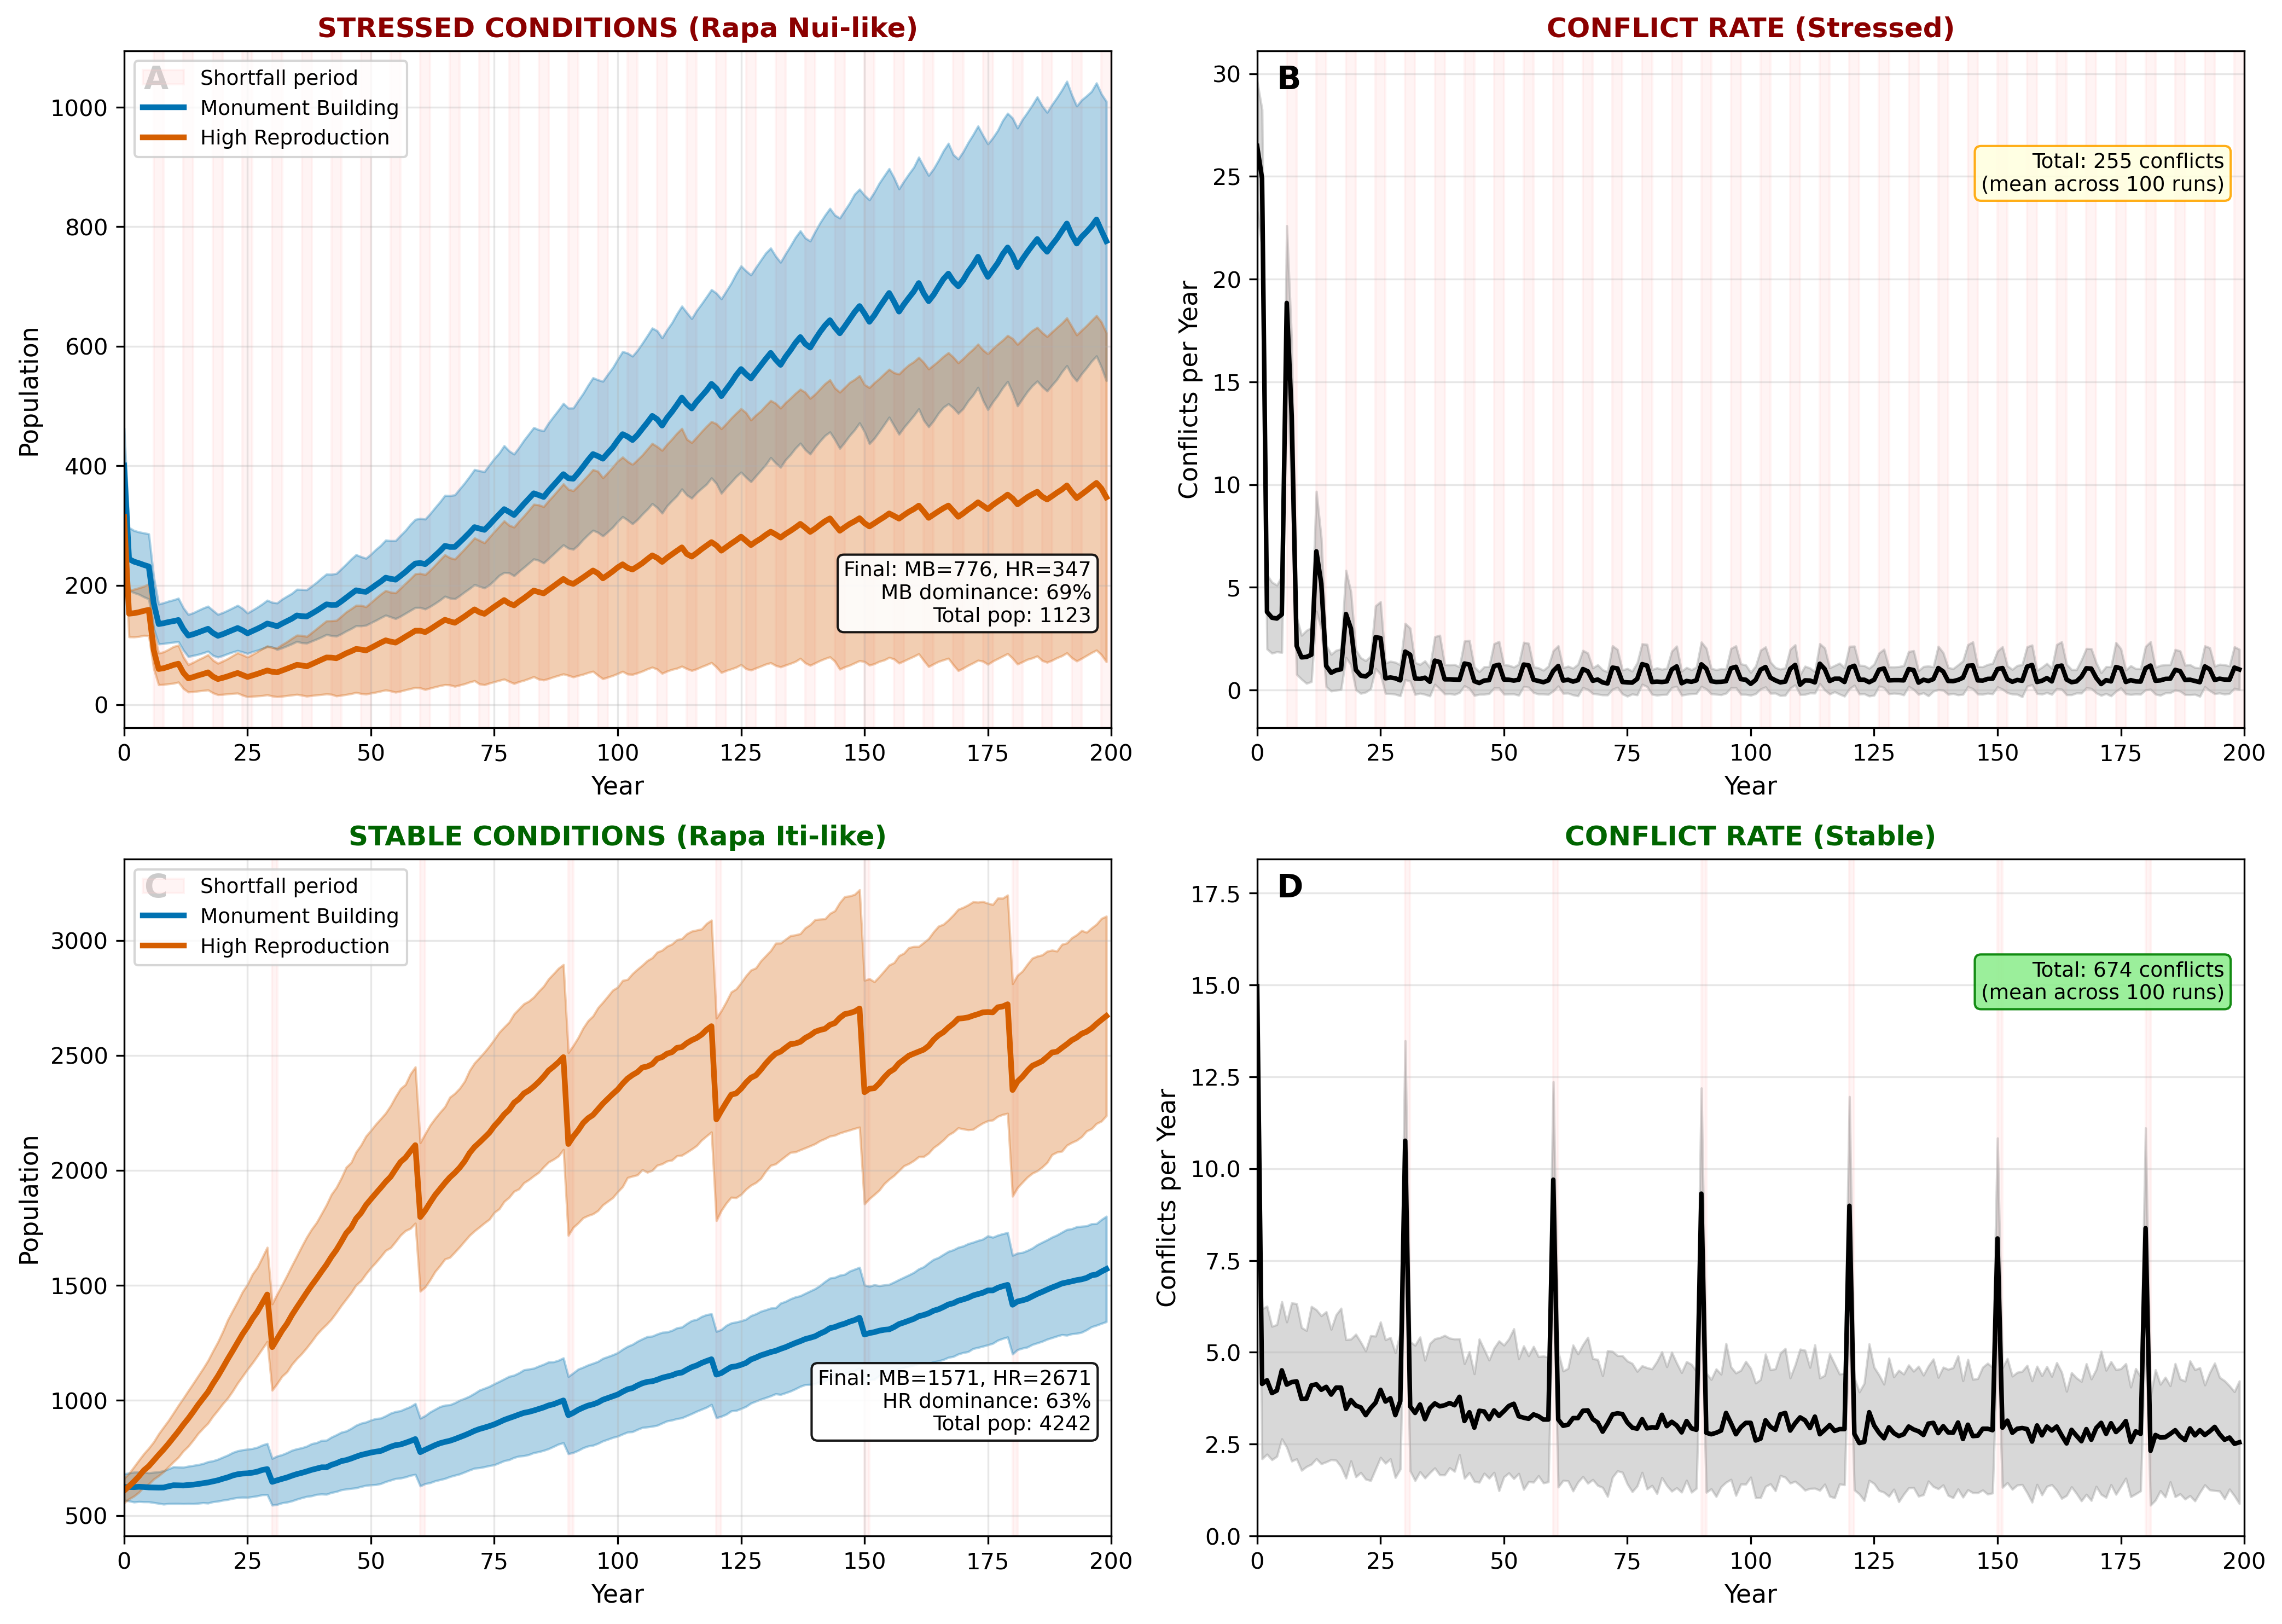 STRESSED CONDITIONS (Rapa Nui-like)
A
Shortfall period
Monument Building
High Reproduction
1000
800
600
400
200
0
Population
Final: MB=776, HR=347
MB dominance: 69%
Total pop: 1123
0 25 50 75 100 125 150 175 200
Year
CONFLICT RATE (Stressed)
B
30
25
20
15
10
5
0
Conflicts per Year
Total: 255 conflicts
(mean across 100 runs)
0 25 50 75 100 125 150 175 200
Year
STABLE CONDITIONS (Rapa Iti-like)
C
Shortfall period
Monument Building
High Reproduction
3000
2500
2000
1500
1000
500
Population
Final: MB=1571, HR=2671
HR dominance: 63%
Total pop: 4242
0 25 50 75 100 125 150 175 200
Year
CONFLICT RATE (Stable)
D
17.5
15.0
12.5
10.0
7.5
5.0
2.5
0.0
Conflicts per Year
Total: 674 conflicts
(mean across 100 runs)
0 25 50 75 100 125 150 175 200
Year